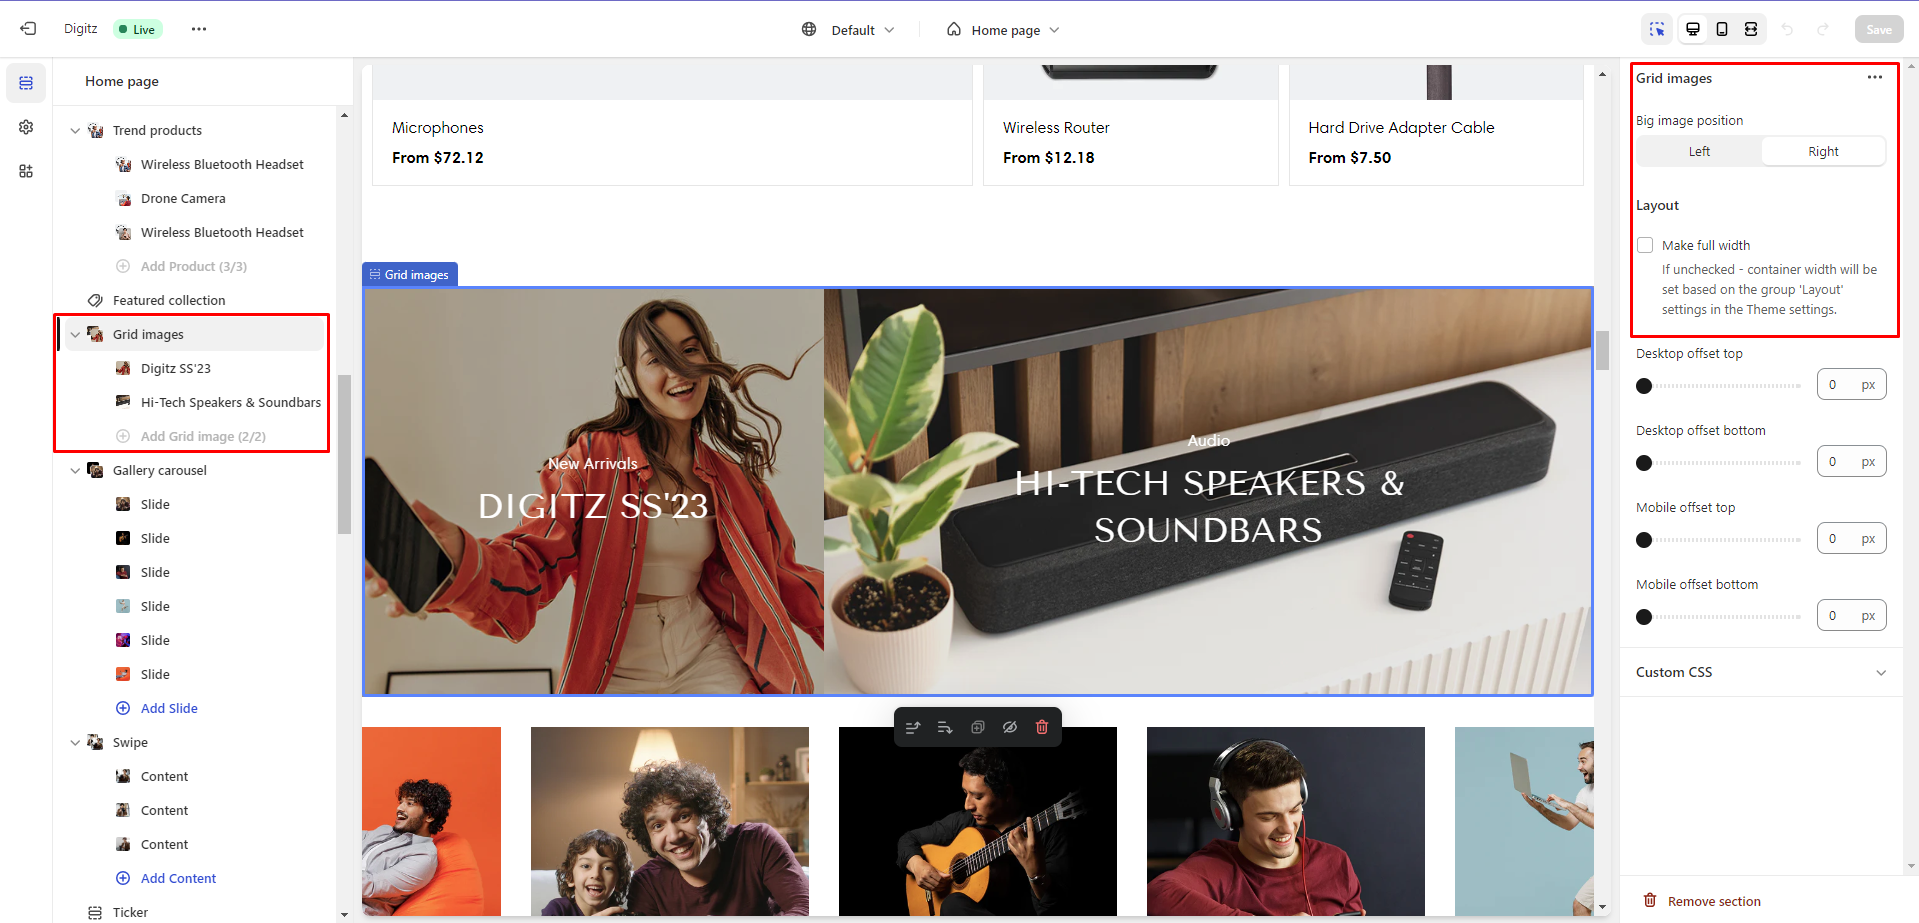 Digitz
Live
Default
Home page
Save
Home page
Trend products
Wireless Bluetooth Headset
Drone Camera
Wireless Bluetooth Headset
Add Product (3/3)
Featured collection
Grid images
Digitz SS'23
Hi-Tech Speakers & Soundbars
Add Grid image (2/2)
Gallery carousel
Slide
Slide
Slide
Slide
Slide
Slide
Add Slide
Swipe
Content
Content
Content
Add Content
Ticker
Microphones
From $72.12
Wireless Router
From $12.18
Hard Drive Adapter Cable
From $7.50
Grid images
New Arrivals
DIGITZ SS'23
Audio
HI-TECH SPEAKERS &
SOUNDBARS
Grid images
Big image position
Left
Right
Layout
Make full width
If unchecked - container width will be
set based on the group 'Layout'
settings in the Theme settings.
Desktop offset top
0 px
Desktop offset bottom
0 px
Mobile offset top
0 px
Mobile offset bottom
0 px
Custom CSS
Remove section